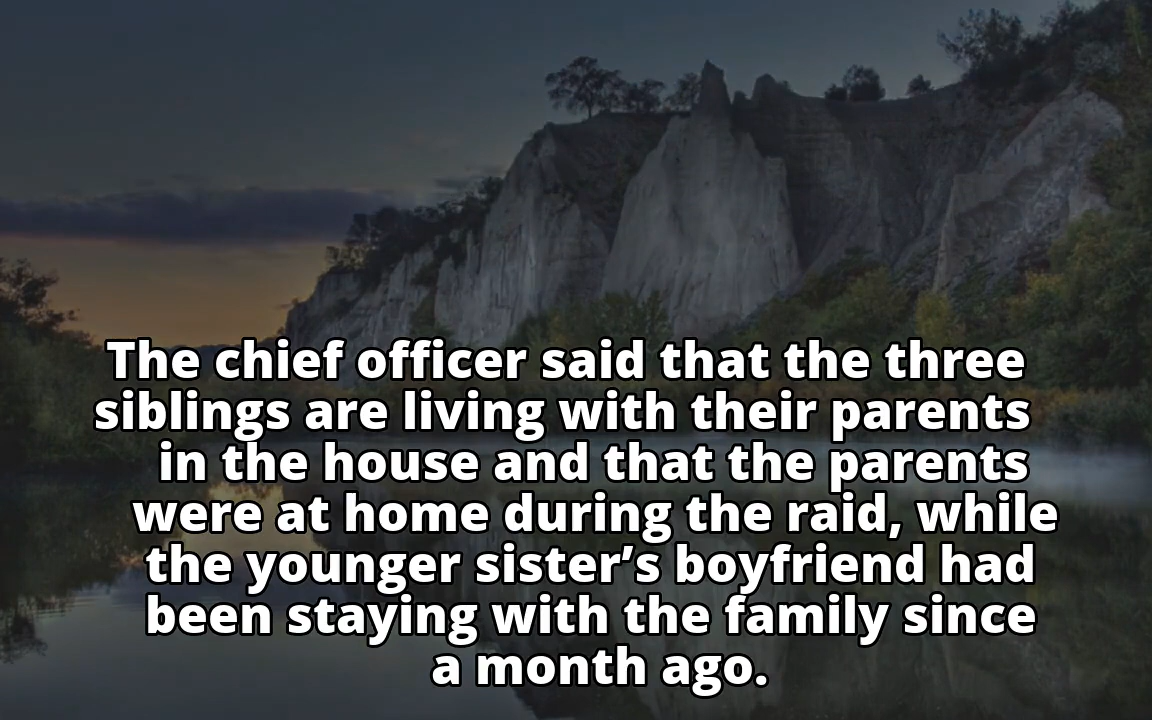 The chief officer said that the three
siblings are living with their parents
in the house and that the parents
were at home during the raid, while
the younger sister’s boyfriend had
been staying with the family since
a month ago.